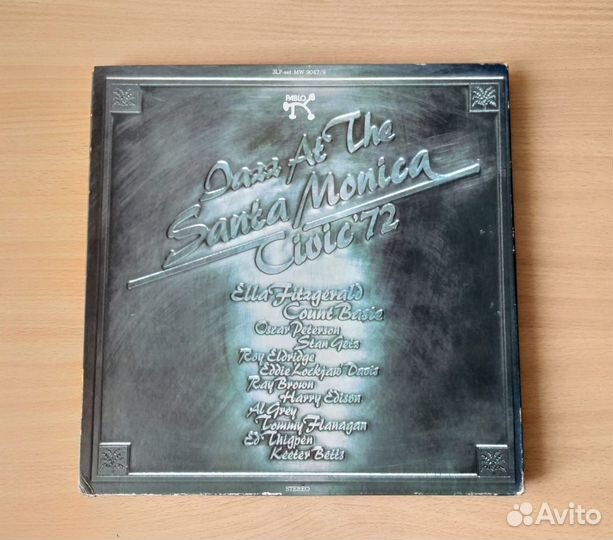 3LP-set MW 9047/9
PABLO
Jazz At The
Santa Monica
Civic '72
Ella Fitzgerald
Count Basie
Oscar Peterson
Stan Getz
Roy Eldridge
Eddie Lockjaw Davis
Ray Brown
Harry Edison
Al Grey
Tommy Flanagan
Ed Thigpen
Keeter Betts
STEREO
Avito